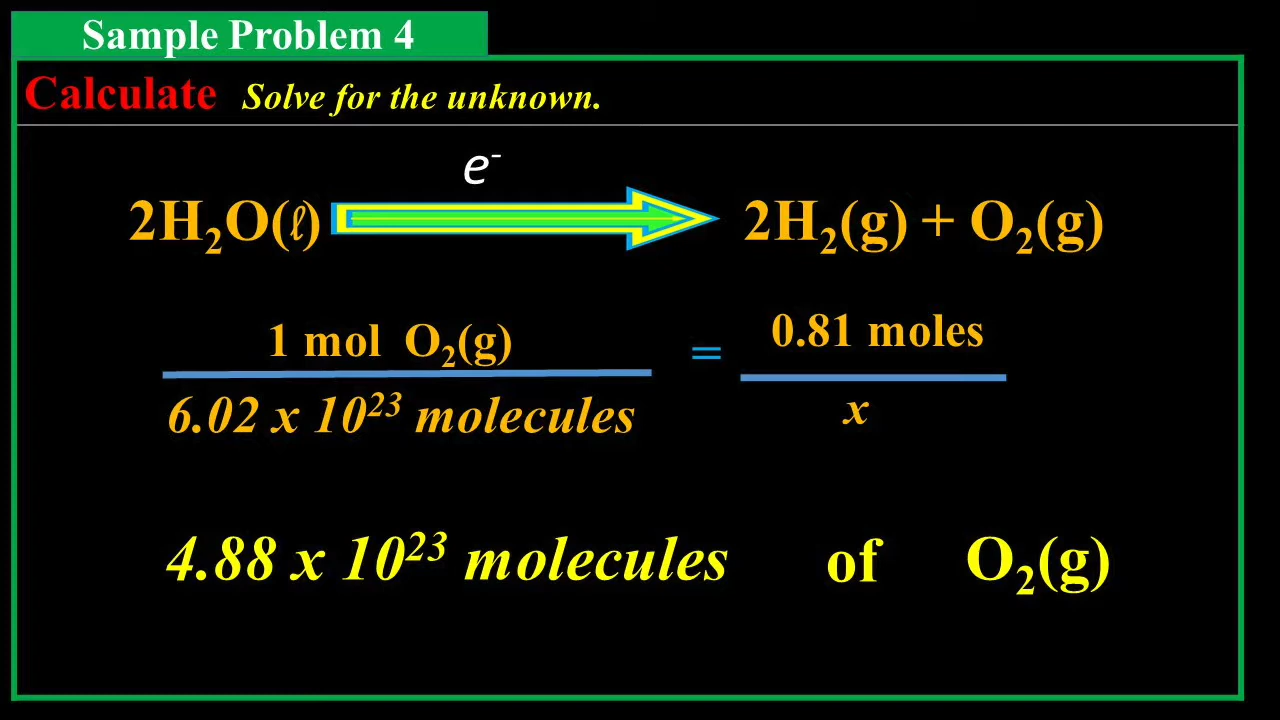 Sample Problem 4
Calculate Solve for the unknown.
e⁻
2H₂O(ℓ) 2H₂(g) + O₂(g)
1 mol O₂(g) = 0.81 moles
6.02 x 10²³ molecules x
4.88 x 10²³ molecules of O₂(g)